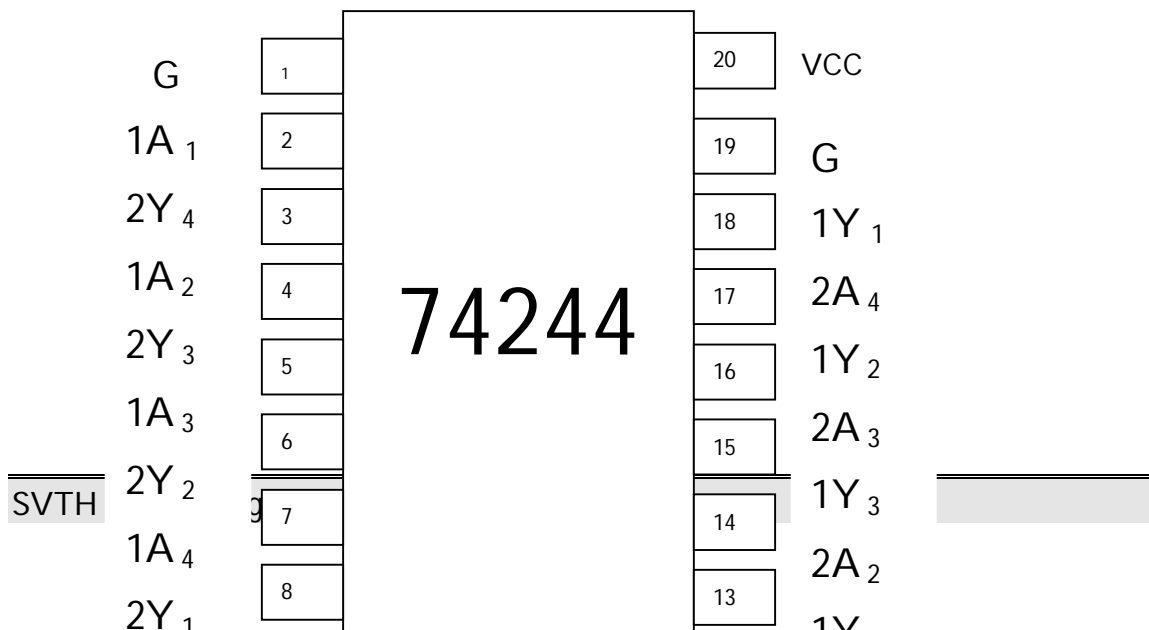 G 1 20 VCC
1A 1 2 19 G
2Y 4 3 18 1Y 1
1A 2 4 17 2A 4
74244
2Y 3 5 16 1Y 2
1A 3 6 15 2A 3
SVTH 2Y 2 g 7 14 1Y 3
1A 4 8 13 2A 2
2Y 1